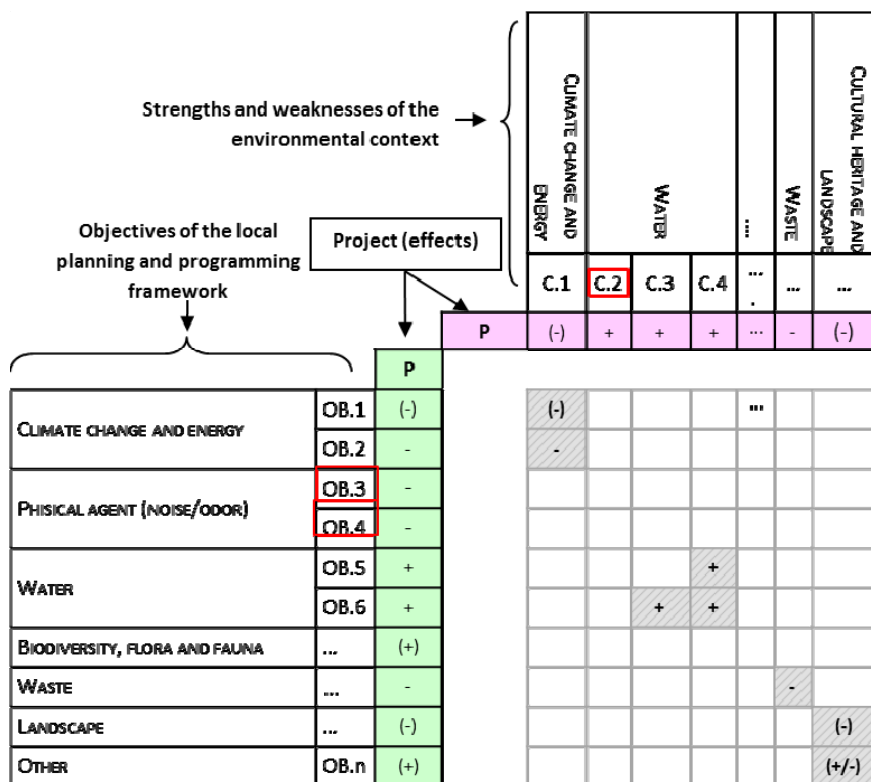 Strengths and weaknesses of the
environmental context
CLIMATE CHANGE AND
ENERGY
WATER
....
WASTE
CULTURAL HERITAGE AND
LANDSCAPE
Objectives of the local
planning and programming
framework
Project (effects)
C.1 C.2 C.3 C.4 ... . ... ...
P (-) + + + ... - (-)
P
CLIMATE CHANGE AND ENERGY OB.1 (-) (-) ...
OB.2 - -
PHISICAL AGENT (NOISE/ODOR) OB.3 -
OB.4 -
WATER OB.5 + +
OB.6 + + +
BIODIVERSITY, FLORA AND FAUNA ... (+)
WASTE .... - -
LANDSCAPE ... (-) (-)
OTHER OB.n (+) (+/-)